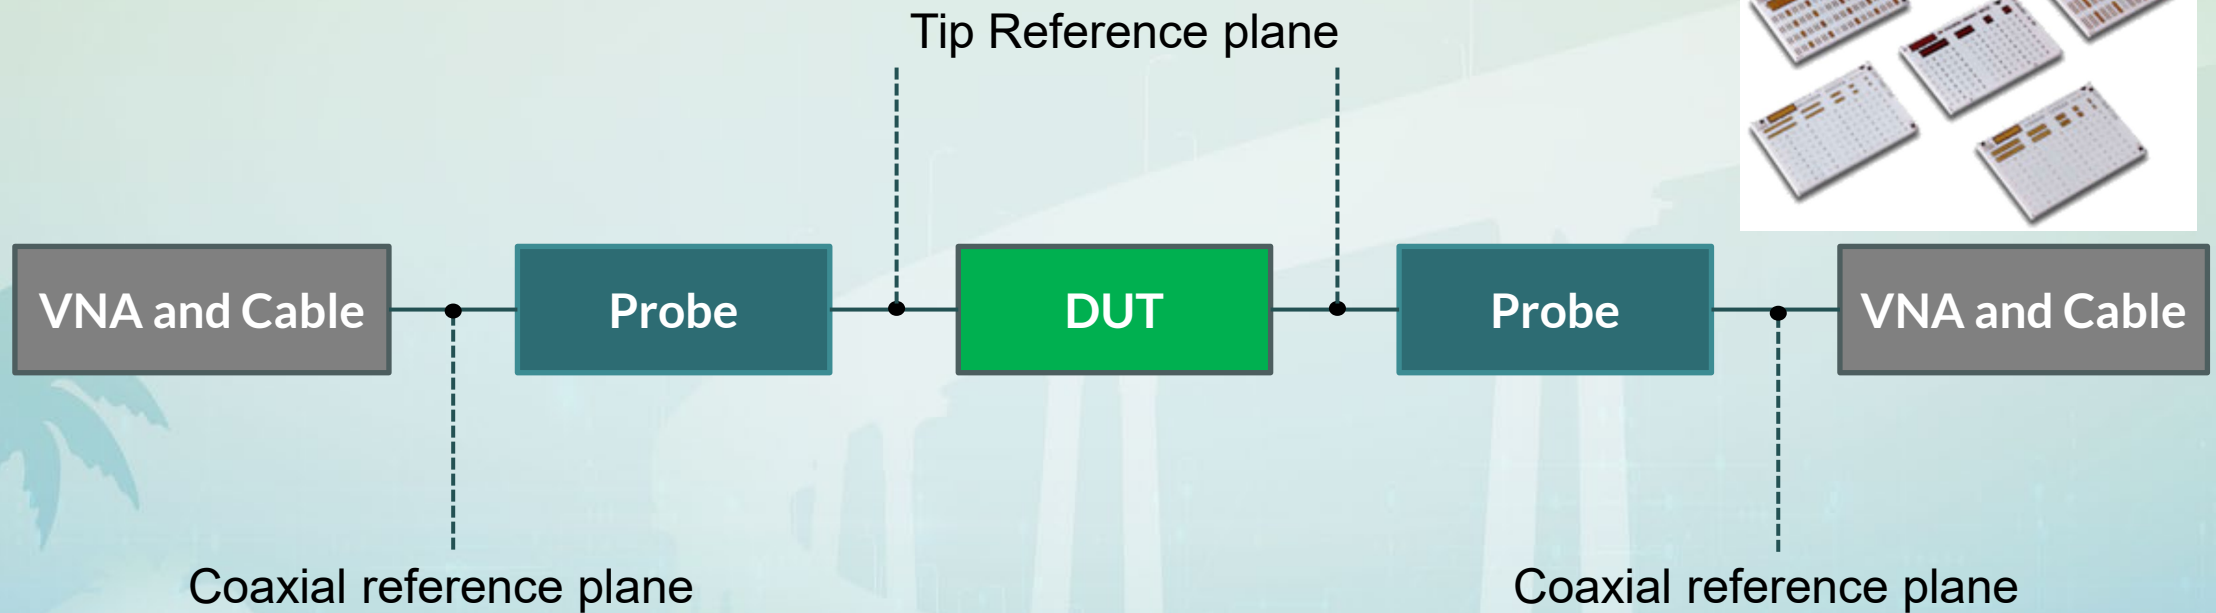 Tip Reference plane
VNA and Cable
Probe
DUT
Probe
VNA and Cable
Coaxial reference plane
Coaxial reference plane